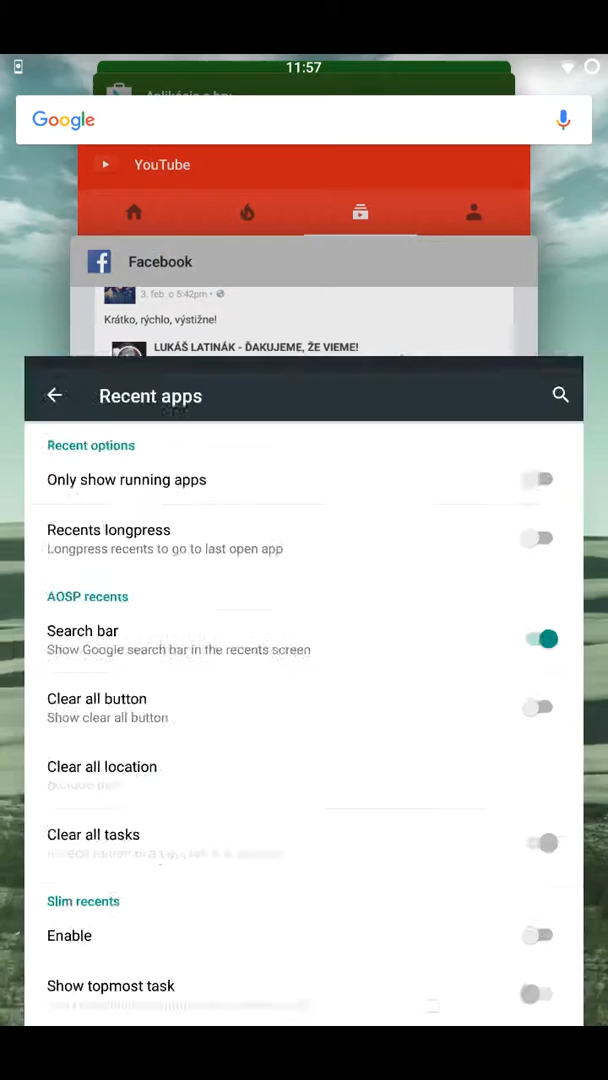 11:57
Google
YouTube
Facebook
3. feb. o 5:42pm •
Krátko, rýchlo, výstižne!
LUKÁŠ LATINÁK - ĎAKUJEME, ŽE VIEME!
Recent apps
Recent options
Only show running apps
Recents longpress
Longpress recents to go to last open app
AOSP recents
Search bar
Show Google search bar in the recents screen
Clear all button
Show clear all button
Clear all location
Clear all tasks
Slim recents
Enable
Show topmost task